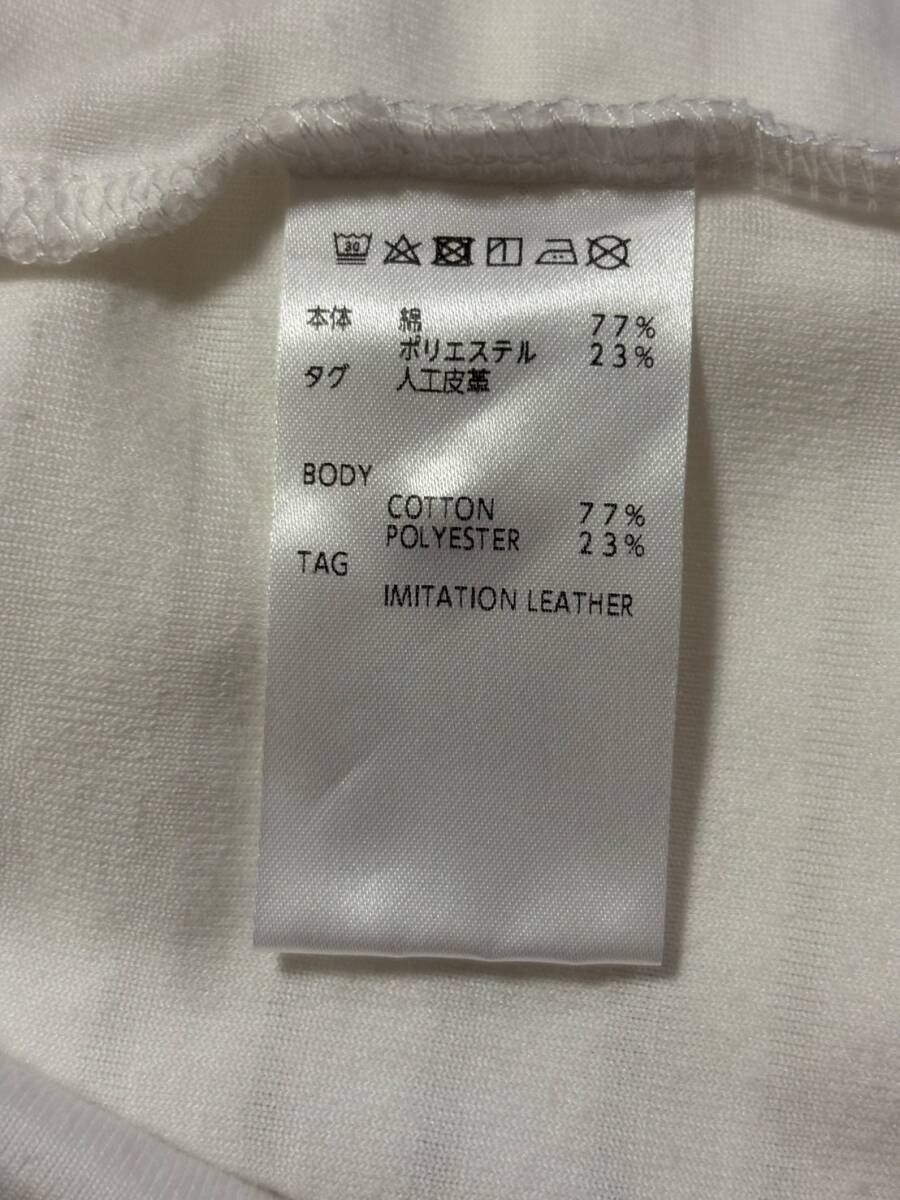 30
本体 綿 77%
ポリエステル 23%
タグ 人工皮革
BODY
COTTON 77%
POLYESTER 23%
TAG
IMITATION LEATHER